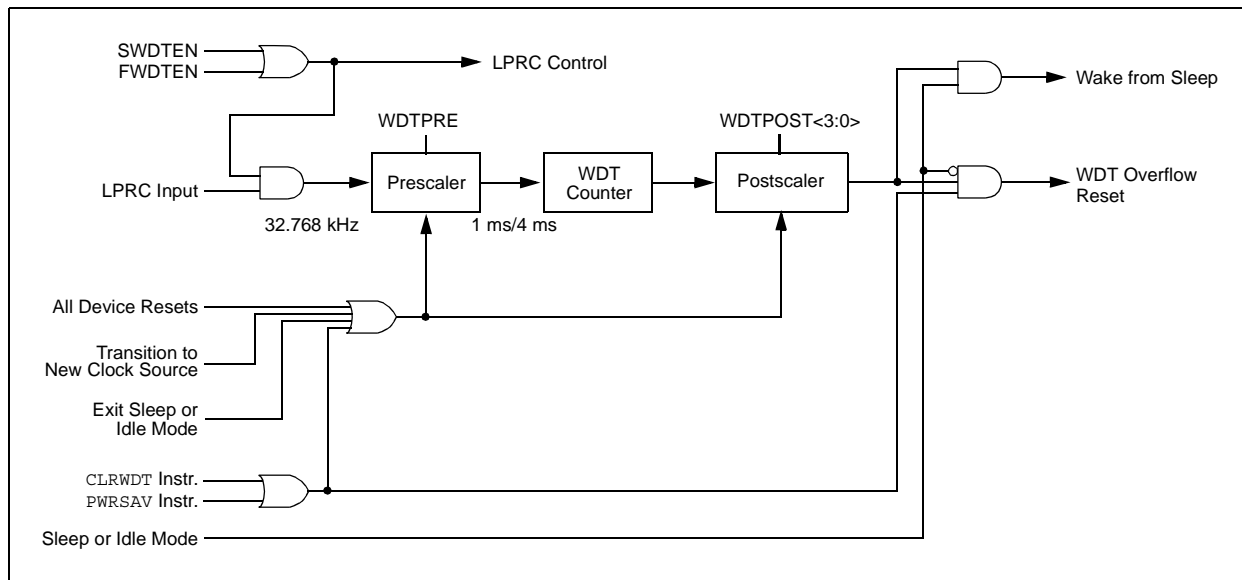 SWDTEN
FWDTEN
LPRC Control
Wake from Sleep
WDTPRE
WDTPOST<3:0>
LPRC Input
Prescaler
WDT
Counter
Postscaler
WDT Overflow
Reset
32.768 kHz
1 ms/4 ms
All Device Resets
Transition to
New Clock Source
Exit Sleep or
Idle Mode
CLRWDT Instr.
PWRSAV Instr.
Sleep or Idle Mode